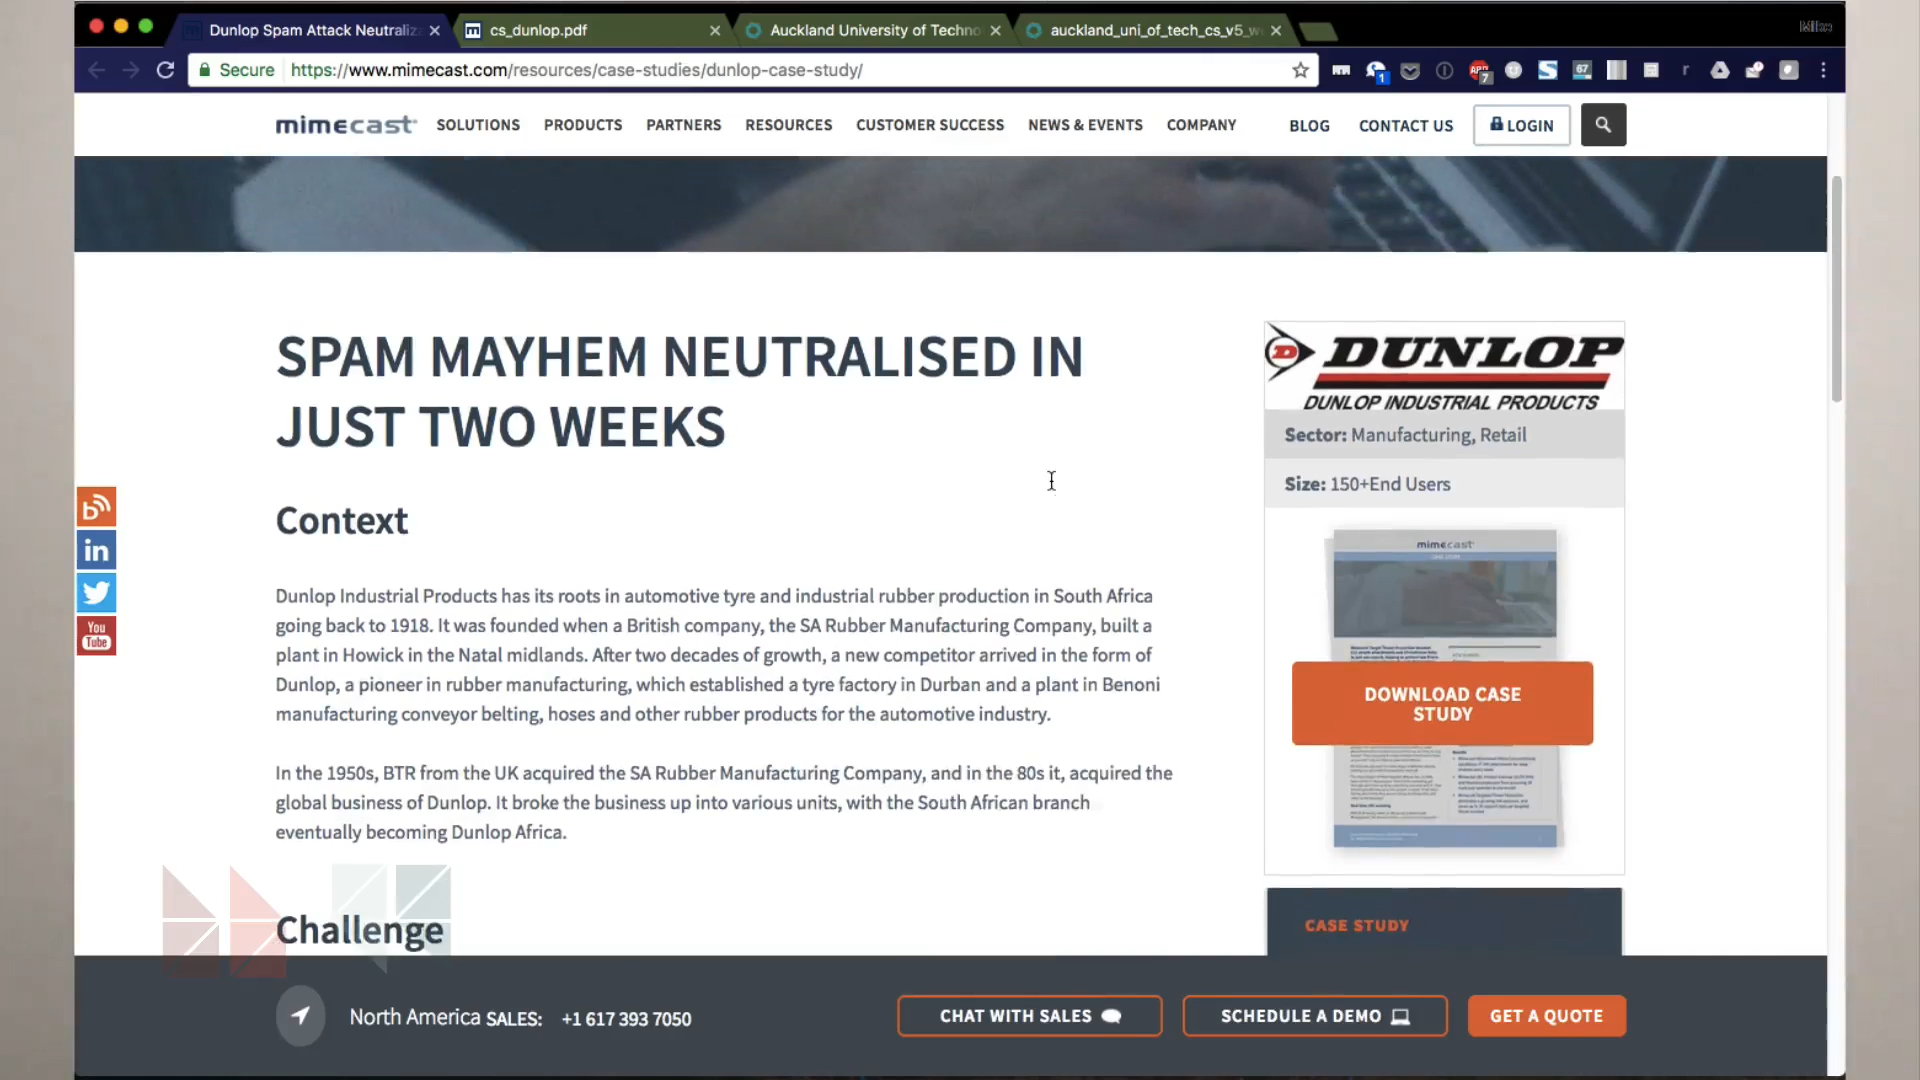 Dunlop Spam Attack Neutraliz
cs_dunlop.pdf
Auckland University of Techno
auckland_uni_of_tech_cs_v5_w
Secure https://www.mimecast.com/resources/case-studies/dunlop-case-study/
1
7
67
mimecast
SOLUTIONS PRODUCTS PARTNERS RESOURCES CUSTOMER SUCCESS NEWS & EVENTS COMPANY
BLOG CONTACT US LOGIN
SPAM MAYHEM NEUTRALISED IN
JUST TWO WEEKS
Context
Dunlop Industrial Products has its roots in automotive tyre and industrial rubber production in South Africa
going back to 1918. It was founded when a British company, the SA Rubber Manufacturing Company, built a
plant in Howick in the Natal midlands. After two decades of growth, a new competitor arrived in the form of
Dunlop, a pioneer in rubber manufacturing, which established a tyre factory in Durban and a plant in Benoni
manufacturing conveyor belting, hoses and other rubber products for the automotive industry.
In the 1950s, BTR from the UK acquired the SA Rubber Manufacturing Company, and in the 80s it, acquired the
global business of Dunlop. It broke the business up into various units, with the South African branch
eventually becoming Dunlop Africa.
Challenge
DUNLOP
DUNLOP INDUSTRIAL PRODUCTS
Sector: Manufacturing, Retail
Size: 150+End Users
mimecast
DOWNLOAD CASE
STUDY
CASE STUDY
in
You
Tube
North America SALES: +1 617 393 7050
CHAT WITH SALES
SCHEDULE A DEMO
GET A QUOTE